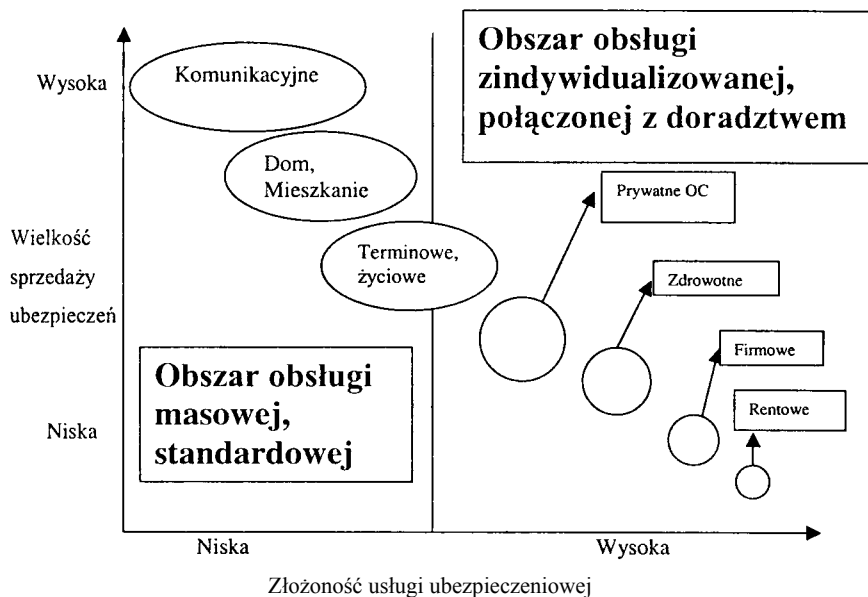 Wysoka
Komunikacyjne
Obszar obsługi
zindywidualizowanej,
połączonej z doradztwem
Dom,
Mieszkanie
Prywatne OC
Wielkość
sprzedaży
ubezpieczeń
Terminowe,
życiowe
Zdrowotne
Firmowe
Obszar obsługi
masowej,
standardowej
Rentowe
Niska
Niska
Wysoka
Złożoność usługi ubezpieczeniowej